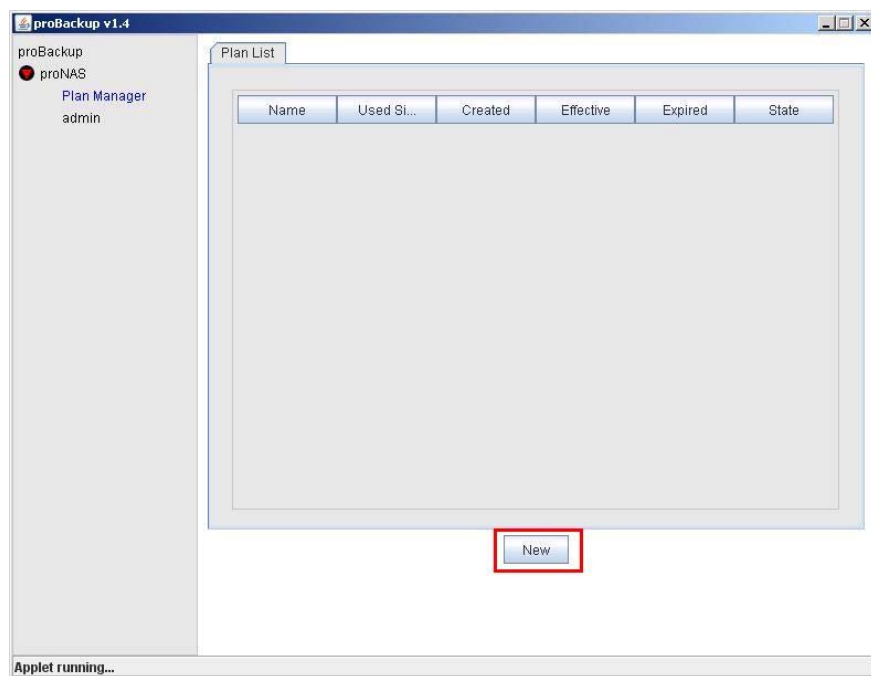 proBackup v1.4
proBackup
proNAS
Plan Manager
admin
Plan List
Name Used Si... Created Effective Expired State
New
Applet running...